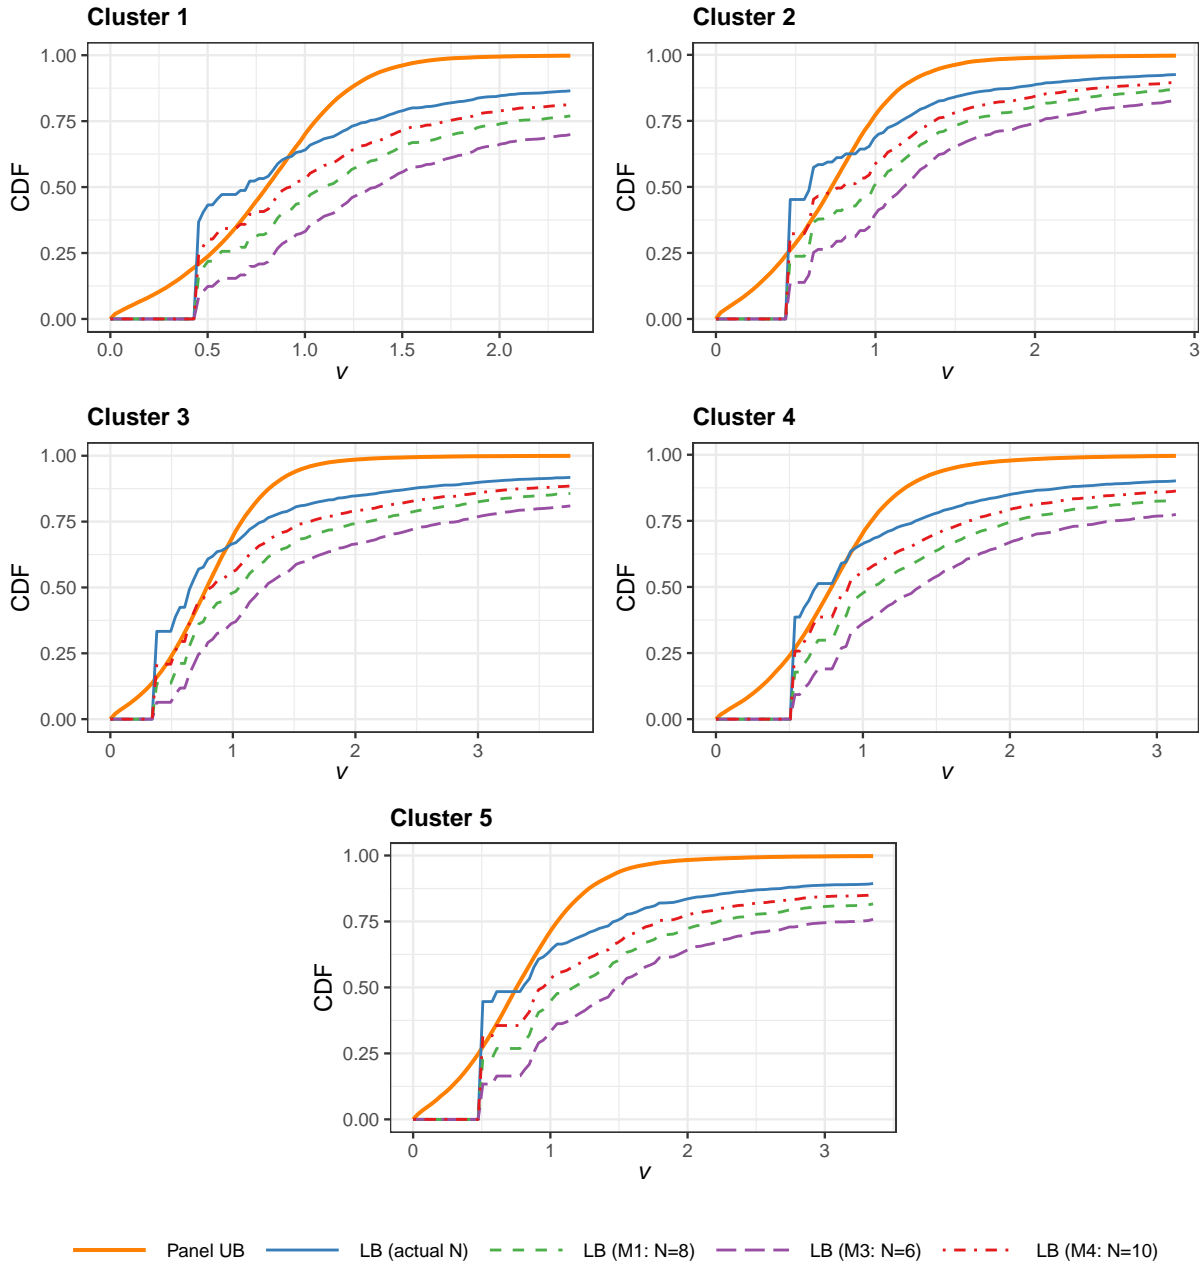 Cluster 1
CDF
1.00
0.75
0.50
0.25
0.00
0.0 0.5 1.0 1.5 2.0
v
Cluster 2
CDF
1.00
0.75
0.50
0.25
0.00
0 1 2 3
v
Cluster 3
CDF
1.00
0.75
0.50
0.25
0.00
0 1 2 3
v
Cluster 4
CDF
1.00
0.75
0.50
0.25
0.00
0 1 2 3
v
Cluster 5
CDF
1.00
0.75
0.50
0.25
0.00
0 1 2 3
v
Panel UB LB (actual N) LB (M1: N=8) LB (M3: N=6) LB (M4: N=10)